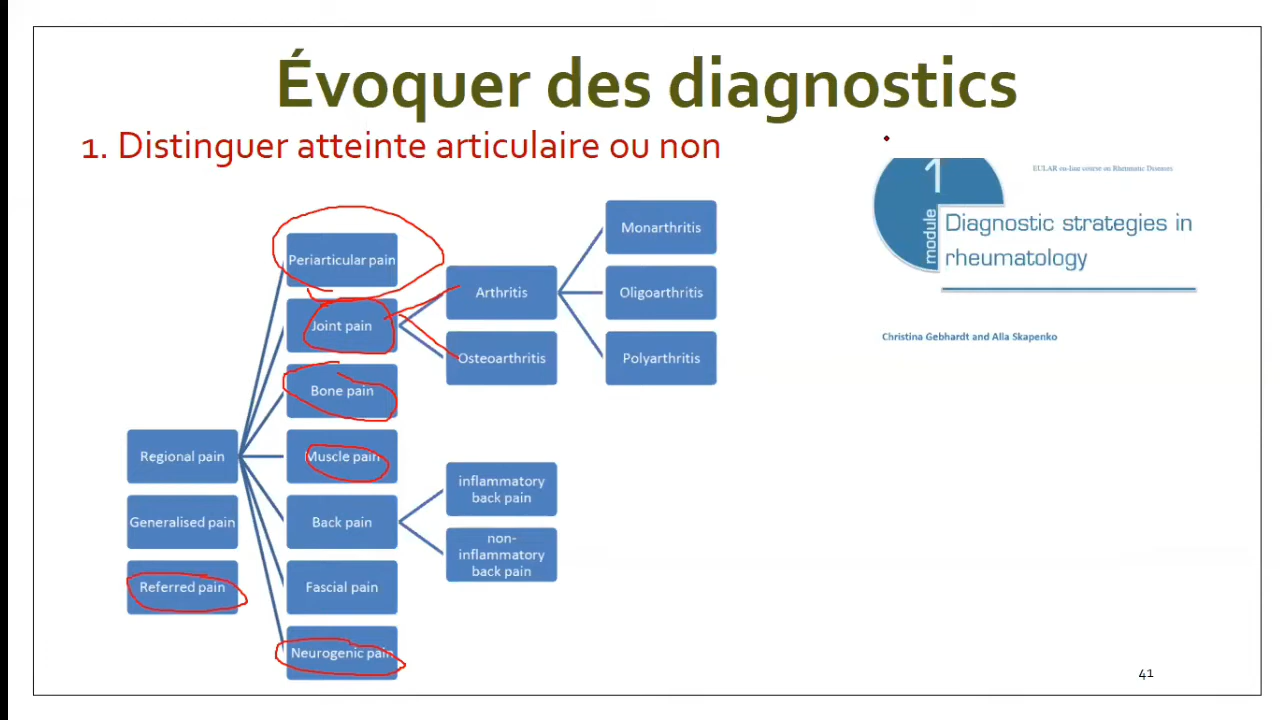 Évoquer des diagnostics
1. Distinguer atteinte articulaire ou non
1
module
EULAR on-line course on Rheumatic Diseases
Diagnostic strategies in
rheumatology
Christina Gebhardt and Alla Skapenko
Regional pain
Generalised pain
Referred pain
Periarticular pain
Joint pain
Bone pain
Muscle pain
Back pain
Fascial pain
Neurogenic pain
Arthritis
Osteoarthritis
Monarthritis
Oligoarthritis
Polyarthritis
inflammatory
back pain
non-
inflammatory
back pain
41